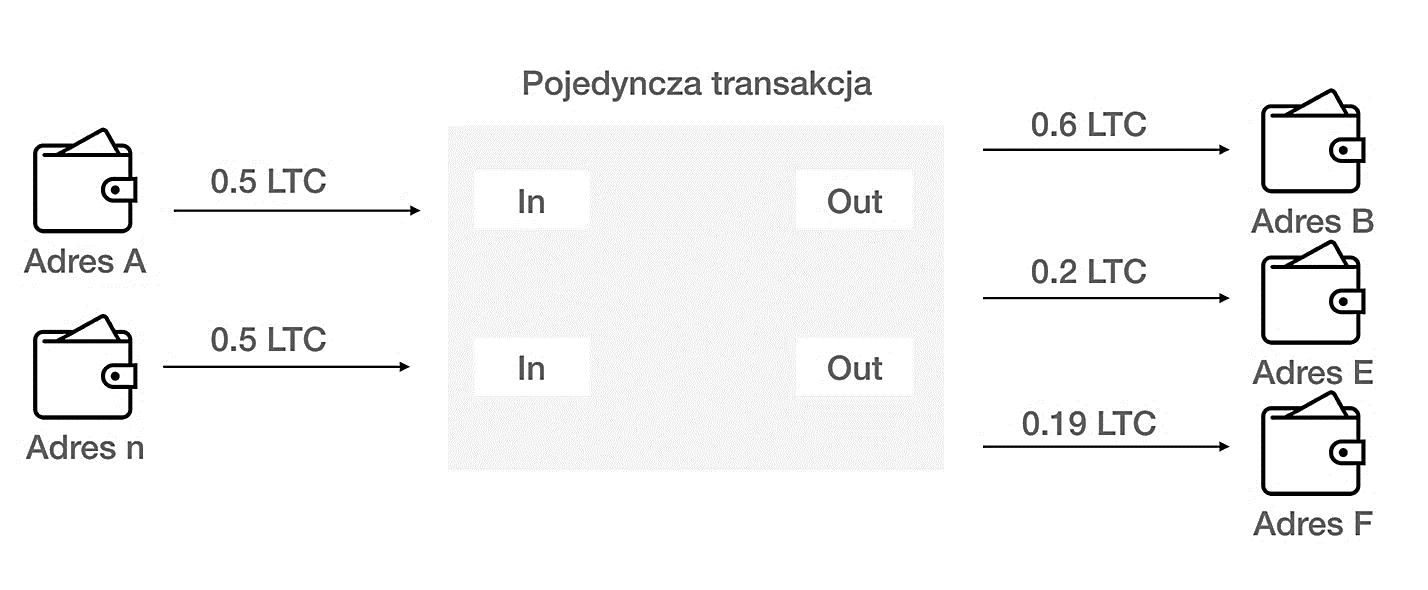 Pojedyncza transakcja
0.5 LTC
Adres A
0.5 LTC
Adres n
In
Out
In
Out
0.6 LTC
Adres B
0.2 LTC
Adres E
0.19 LTC
Adres F